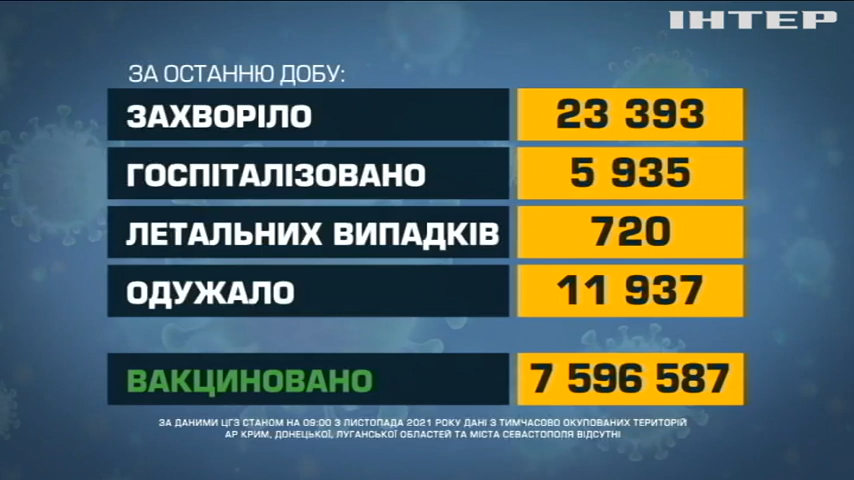 ІНТЕР
ЗА ОСТАННЮ ДОБУ:
ЗАХВОРІЛО 23 393
ГОСПІТАЛІЗОВАНО 5 935
ЛЕТАЛЬНИХ ВИПАДКІВ 720
ОДУЖАЛО 11 937
ВАКЦИНОВАНО 7 596 587
ЗА ДАНИМИ ЦГЗ СТАНОМ НА 09:00 3 ЛИСТОПАДА 2021 РОКУ ДАНІ З ТИМЧАСОВО ОКУПОВАНИХ ТЕРИТОРІЙ
АР КРИМ, ДОНЕЦЬКОЇ, ЛУГАНСЬКОЇ ОБЛАСТЕЙ ТА МІСТА СЕВАСТОПОЛЯ ВІДСУТНІ